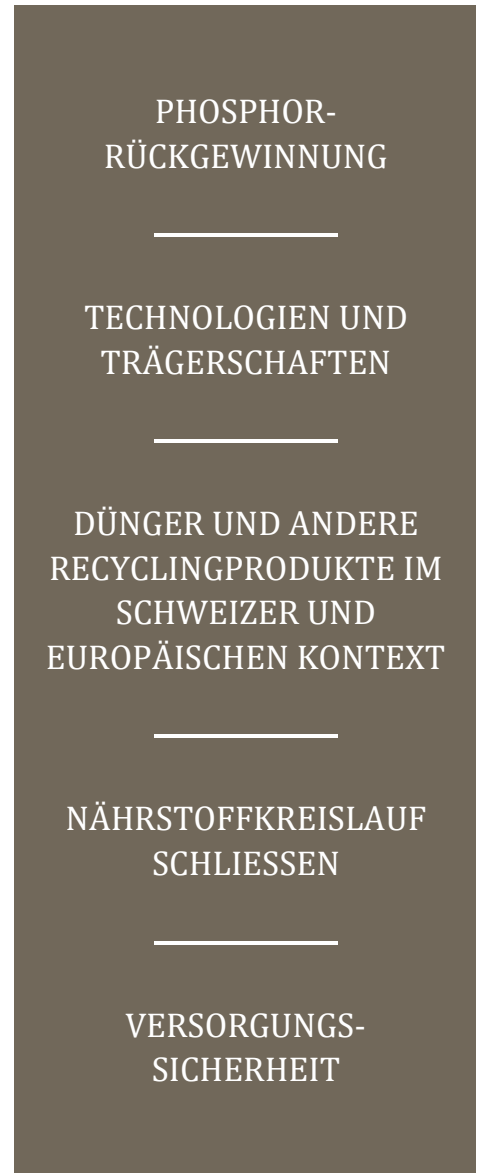 PHOSPHOR-
RÜCKGEWINNUNG
TECHNOLOGIEN UND
TRÄGERSCHAFTEN
DÜNGER UND ANDERE
RECYCLINGPRODUKTE IM
SCHWEIZER UND
EUROPÄISCHEN KONTEXT
NÄHRSTOFFKREISLAUF
SCHLIESSEN
VERSORGUNGS-
SICHERHEIT